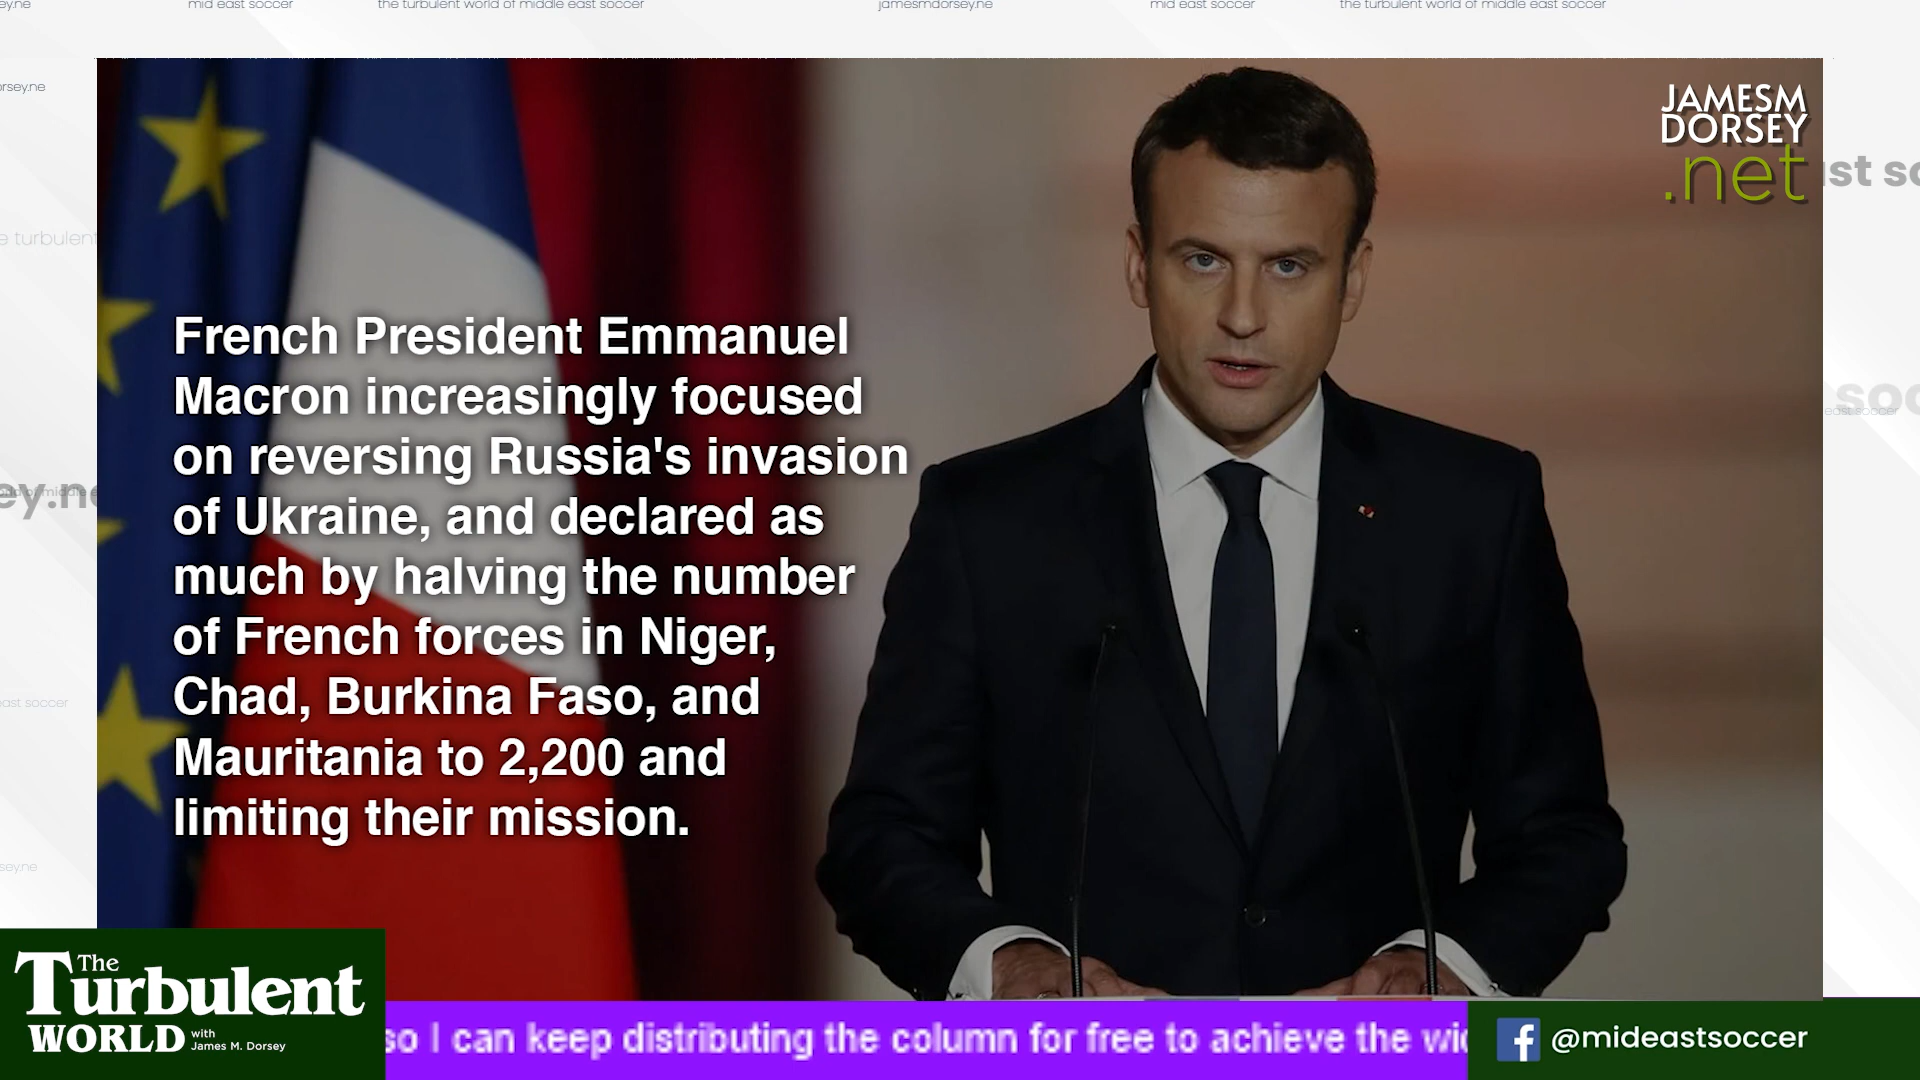 mid east soccer
the turbulent world of middle east soccer
jamesmdorsey.ne
mid east soccer
the turbulent world of middle east soccer
JAMESM
DORSEY
.net
French President Emmanuel
Macron increasingly focused
on reversing Russia's invasion
of Ukraine, and declared as
much by halving the number
of French forces in Niger,
Chad, Burkina Faso, and
Mauritania to 2,200 and
limiting their mission.
The
Turbulent
WORLD with
James M. Dorsey
so I can keep distributing the column for free to achieve the
@mideastsoccer